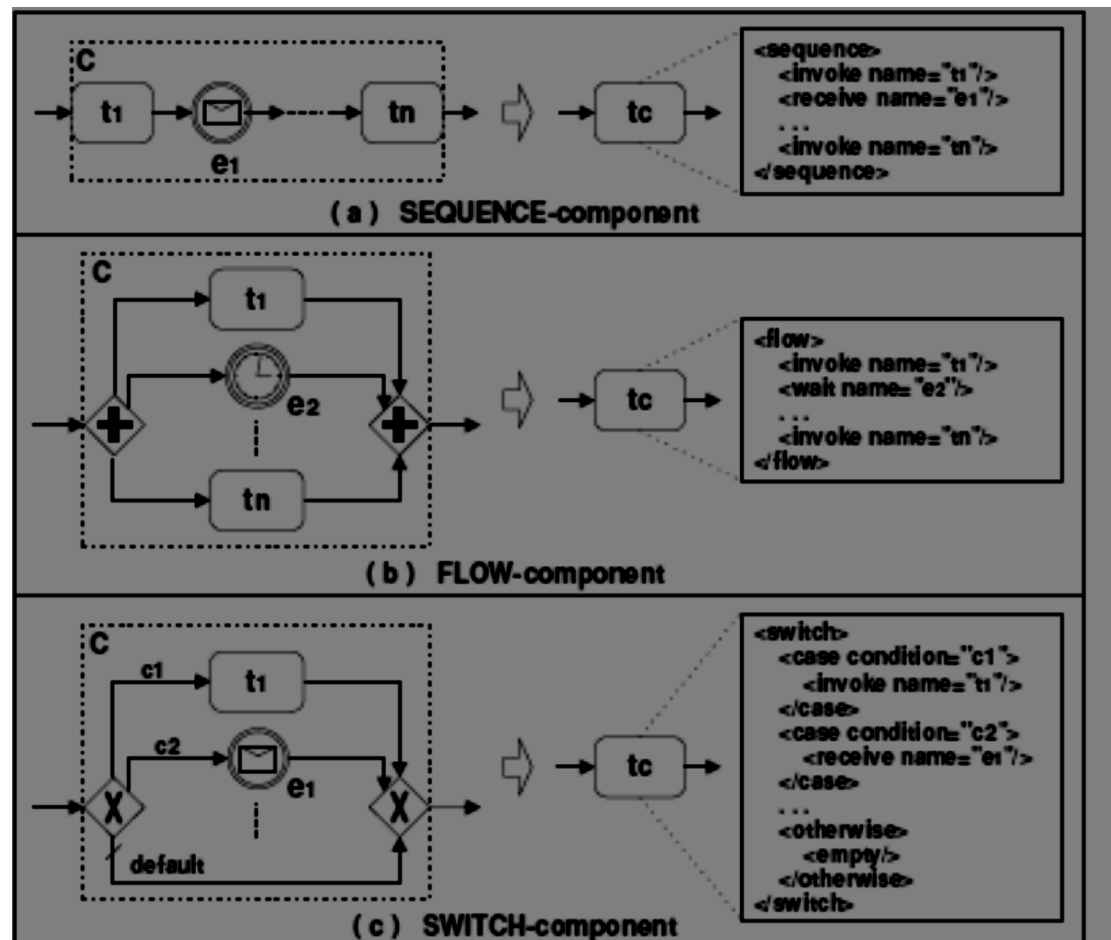 C
t1
e1
tn
tc
<sequence>
<invoke name="t1"/>
<receive name="e1"/>
...
<invoke name="tn"/>
</sequence>
( a ) SEQUENCE-component
C
t1
e2
tn
tc
<flow>
<invoke name="t1"/>
<wait name="e2"/>
...
<invoke name="tn"/>
</flow>
( b ) FLOW-component
C
c1
t1
c2
e1
default
tc
<switch>
<case condition="c1">
<invoke name="t1"/>
</case>
<case condition="c2">
<receive name="e1"/>
</case>
...
<otherwise>
<empty/>
</otherwise>
</switch>
( c ) SWITCH-component